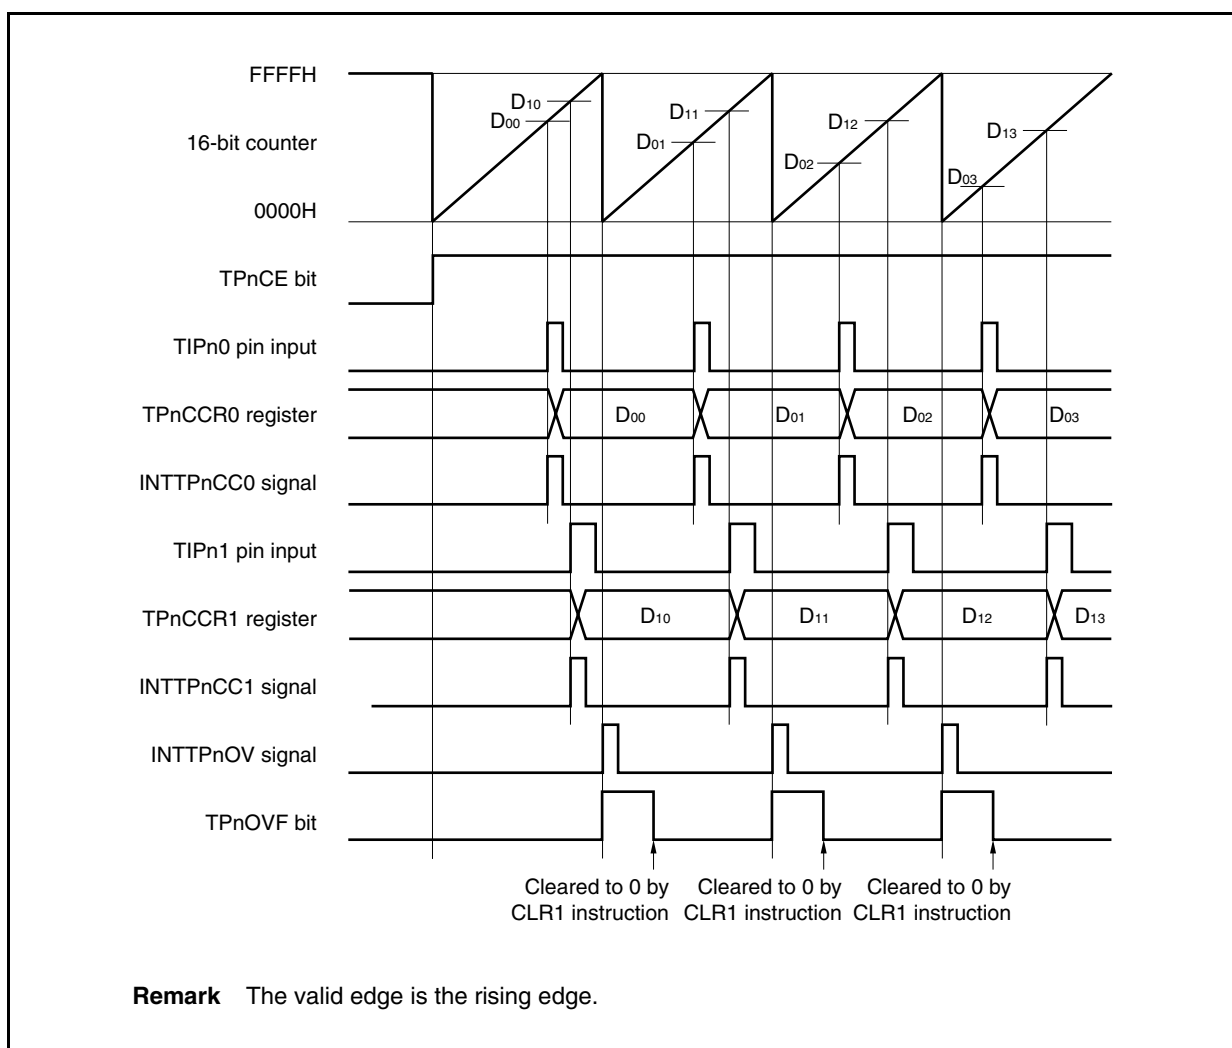 FFFFH
D10
D00
D11
D01
D12
D02
D13
D03
16-bit counter
0000H
TPnCE bit
TIPn0 pin input
TPnCCR0 register
D00
D01
D02
D03
INTTPnCC0 signal
TIPn1 pin input
TPnCCR1 register
D10
D11
D12
D13
INTTPnCC1 signal
INTTPnOV signal
TPnOVF bit
Cleared to 0 by
CLR1 instruction
Cleared to 0 by
CLR1 instruction
Cleared to 0 by
CLR1 instruction
Remark The valid edge is the rising edge.